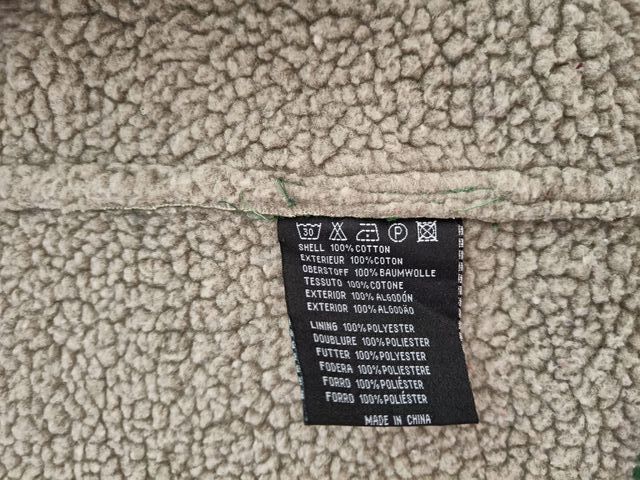 30 P
SHELL 100%COTTON
EXTERIEUR 100%COTON
OBERSTOFF 100%BAUMWOLLE
TESSUTO 100%COTONE
EXTERIOR 100%ALGODÓN
EXTERIOR 100%ALGODÃO
LINING 100%POLYESTER
DOUBLURE 100%POLIESTER
FUTTER 100%POLYESTER
FODERA 100%POLIESTERE
FORRO 100%POLIÉSTER
FORRO 100%POLIÉSTER
MADE IN CHINA